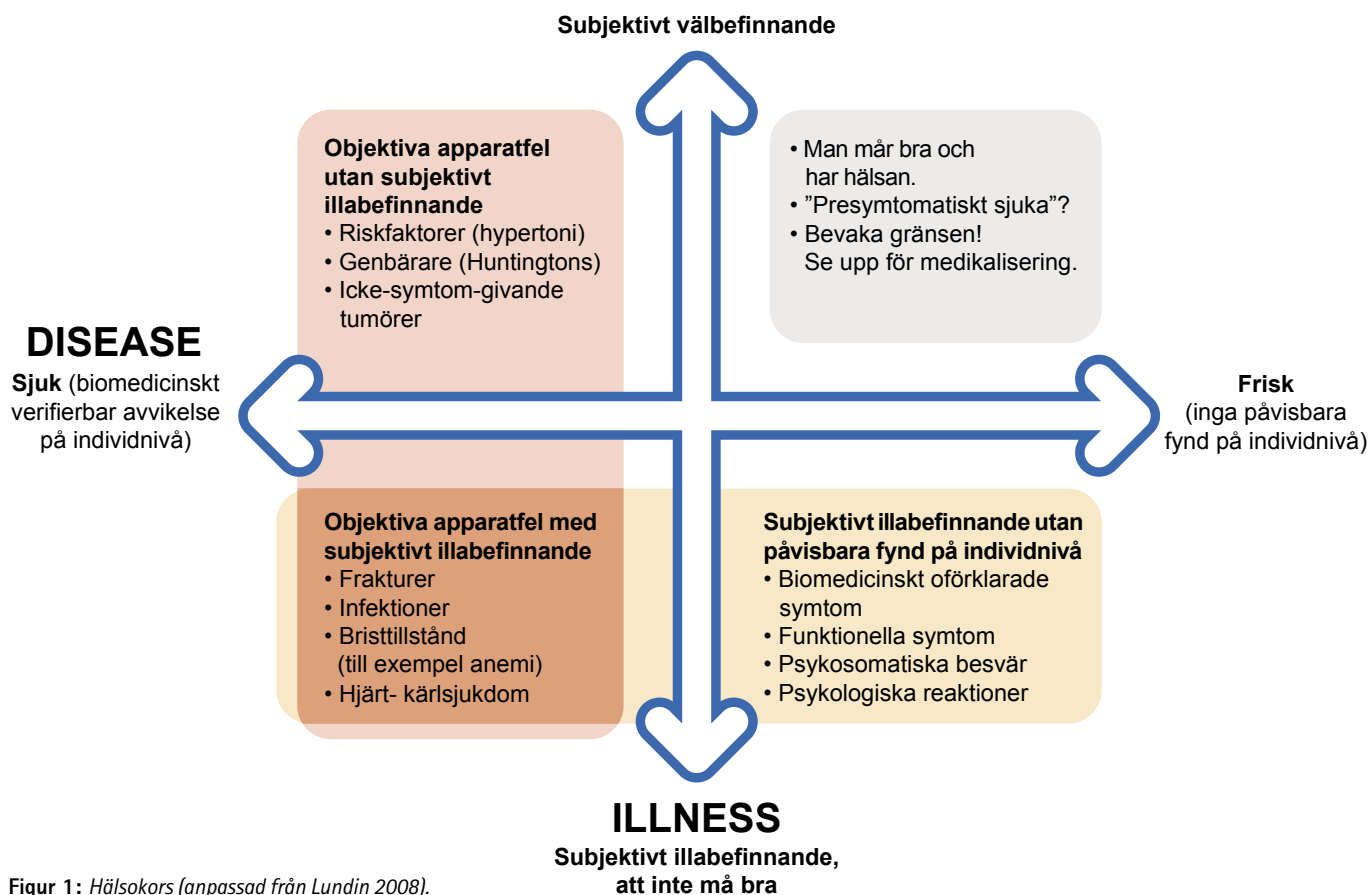 Subjektivt välbefinnande
Objektiva apparatfel
utan subjektivt
illabefinnande
• Riskfaktorer (hypertoni)
• Genbärare (Huntingtons)
• Icke-symtom-givande
tumörer
• Man mår bra och
har hälsan.
• ”Presymtomatiskt sjuka”?
• Bevaka gränsen!
Se upp för medikalisering.
DISEASE
Sjuk (biomedicinskt
verifierbar avvikelse
på individnivå)
Frisk
(inga påvisbara
fynd på individnivå)
Objektiva apparatfel med
subjektivt illabefinnande
• Frakturer
• Infektioner
• Bristtillstånd
(till exempel anemi)
• Hjärt- kärlsjukdom
Subjektivt illabefinnande utan
påvisbara fynd på individnivå
• Biomedicinskt oförklarade
symtom
• Funktionella symtom
• Psykosomatiska besvär
• Psykologiska reaktioner
ILLNESS
Subjektivt illabefinnande,
att inte må bra
Figur 1: Hälsokors (anpassad från Lundin 2008).